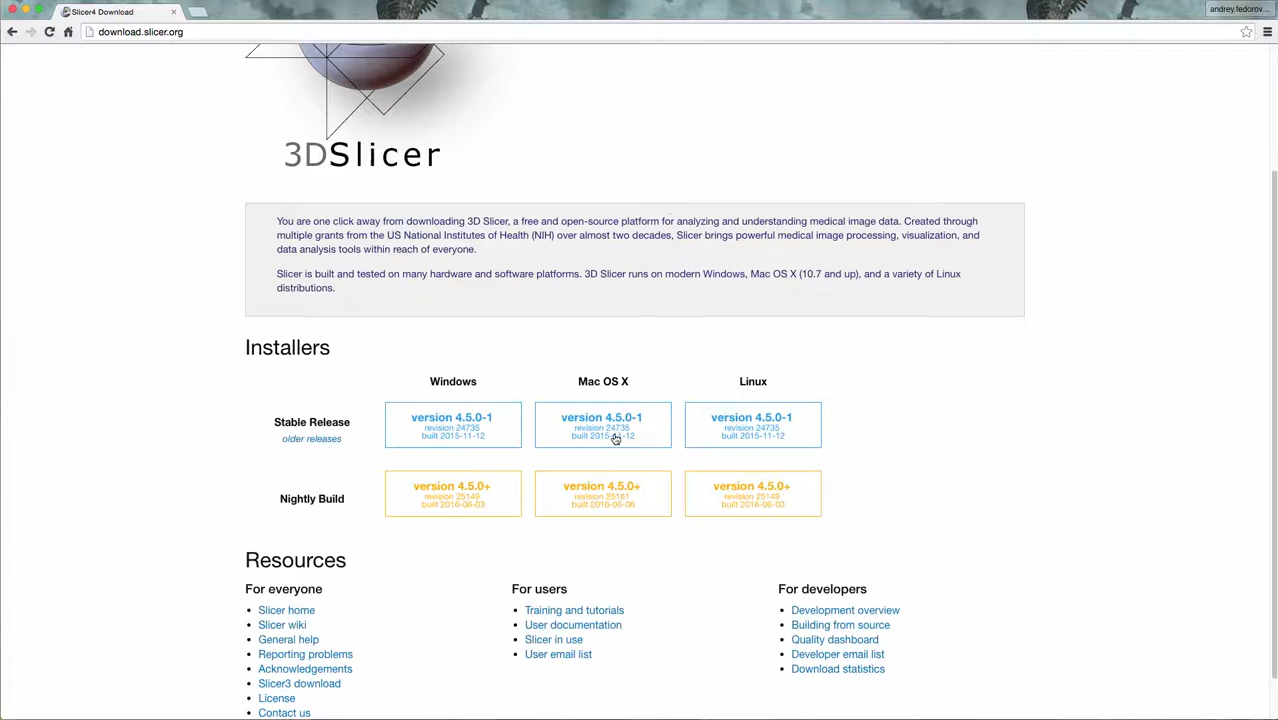 Slicer4 Download
andrey.fedorov...
download.slicer.org
3DSlicer
You are one click away from downloading 3D Slicer, a free and open-source platform for analyzing and understanding medical image data. Created through
multiple grants from the US National Institutes of Health (NIH) over almost two decades, Slicer brings powerful medical image processing, visualization, and
data analysis tools within reach of everyone.
Slicer is built and tested on many hardware and software platforms. 3D Slicer runs on modern Windows, Mac OS X (10.7 and up), and a variety of Linux
distributions.
Installers
Windows Mac OS X Linux
Stable Release
older releases
version 4.5.0-1
revision 24735
built 2015-11-12
version 4.5.0-1
revision 24735
built 2015-11-12
version 4.5.0-1
revision 24735
built 2015-11-12
Nightly Build
version 4.5.0+
revision 25149
built 2016-06-03
version 4.5.0+
revision 25161
built 2016-06-06
version 4.5.0+
revision 25149
built 2016-06-03
Resources
For everyone
Slicer home
Slicer wiki
General help
Reporting problems
Acknowledgements
Slicer3 download
License
Contact us
For users
Training and tutorials
User documentation
Slicer in use
User email list
For developers
Development overview
Building from source
Quality dashboard
Developer email list
Download statistics